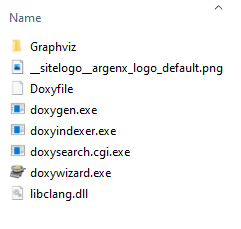 Name
Graphviz
__sitelogo__argenx_logo_default.png
Doxyfile
doxygen.exe
doxyindexer.exe
doxysearch.cgi.exe
doxywizard.exe
libclang.dll